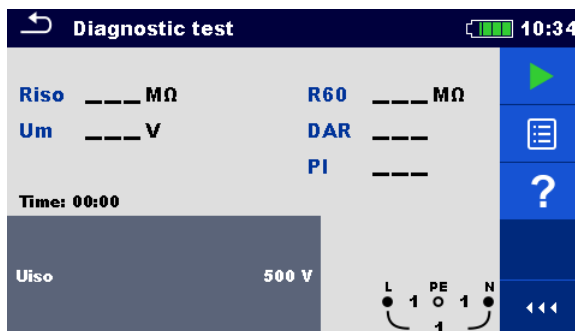 Diagnostic test 10:34
Riso ___MΩ R60 ___MΩ
Um ___V DAR ___
PI ___
Time: 00:00
?
Uiso 500 V
L PE N
1 1
1